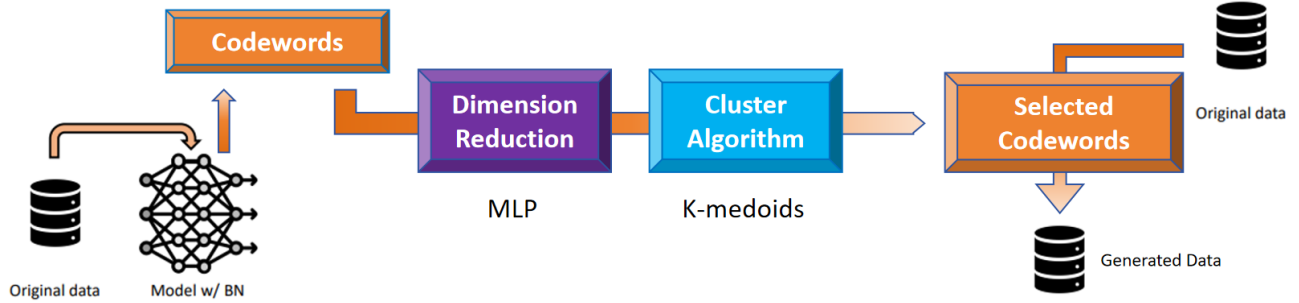 Codewords
Dimension
Reduction
Cluster
Algorithm
Selected
Codewords
Original data
MLP
K-medoids
Original data
Model w/ BN
Generated Data